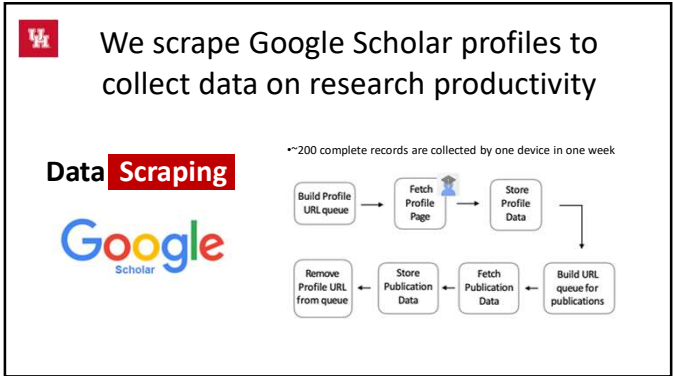 UH
We scrape Google Scholar profiles to
collect data on research productivity
•~200 complete records are collected by one device in one week
Data Scraping
Google
Scholar
Build Profile
URL queue
Fetch
Profile
Page
Store
Profile
Data
Build URL
queue for
publications
Fetch
Publication
Data
Store
Publication
Data
Remove
Profile URL
from queue